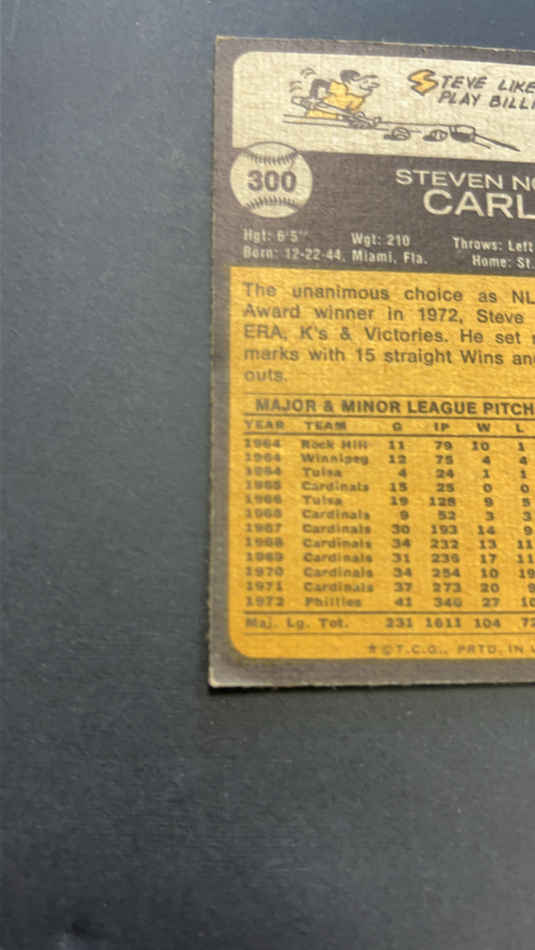 STEVE LIKE
PLAY BILLI
300
STEVEN NO
CARL
Hgt: 6'5" Wgt: 210 Throws: Left
Born: 12-22-44, Miami, Fla. Home: St.
The unanimous choice as NL
Award winner in 1972, Steve
ERA, K's & Victories. He set
marks with 15 straight Wins and
outs.
MAJOR & MINOR LEAGUE PITCH
YEAR TEAM G IP W L
1964 Rock Hill 11 79 10 1
1964 Winnipeg 12 75 4 4
1964 Tulsa 4 24 1 1
1965 Cardinals 15 25 0 0
1966 Tulsa 19 128 9 5
1966 Cardinals 9 52 3 3
1967 Cardinals 30 193 14 9
1968 Cardinals 34 232 13 11
1969 Cardinals 31 236 17 11
1970 Cardinals 34 254 10 19
1971 Cardinals 37 273 20 9
1972 Phillies 41 346 27 10
Maj. Lg. Tot. 231 1611 104 72
★©T.C.G., PRTD. IN